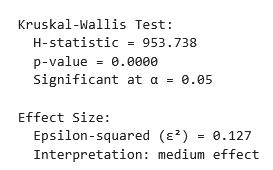 Kruskal-Wallis Test:
H-statistic = 953.738
p-value = 0.0000
Significant at α = 0.05
Effect Size:
Epsilon-squared (ε²) = 0.127
Interpretation: medium effect